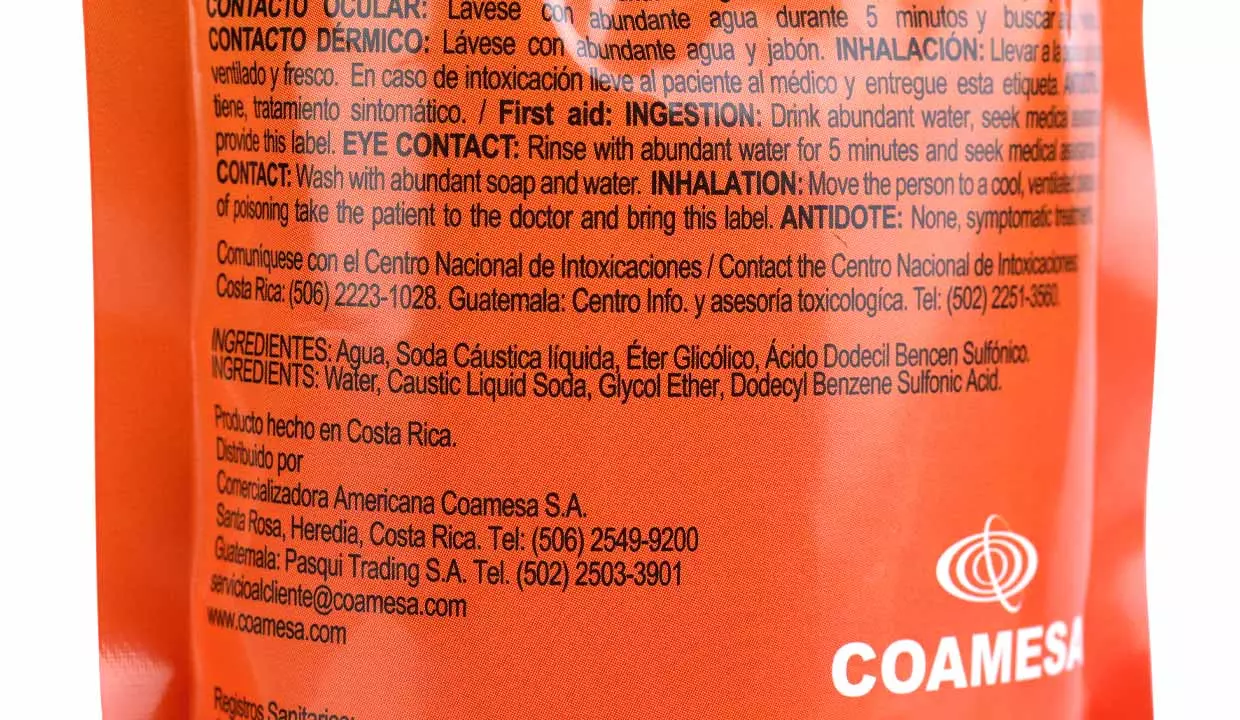 CONTACTO OCULAR: Lávese con abundante agua durante 5 minutos y buscar
CONTACTO DÉRMICO: Lávese con abundante agua y jabón. INHALACIÓN: Llevar a la
ventilado y fresco. En caso de intoxicación lleve al paciente al médico y entregue esta etiqueta.
tiene, tratamiento sintomático. / First aid: INGESTION: Drink abundant water, seek medical
provide this label. EYE CONTACT: Rinse with abundant water for 5 minutes and seek medical
CONTACT: Wash with abundant soap and water. INHALATION: Move the person to a cool, ventilated
of poisoning take the patient to the doctor and bring this label. ANTIDOTE: None, symptomatic treatment.
Comuníquese con el Centro Nacional de Intoxicaciones / Contact the Centro Nacional de Intoxicaciones
Costa Rica: (506) 2223-1028. Guatemala: Centro Info. y asesoría toxicologíca. Tel: (502) 2251-3560.
INGREDIENTES: Agua, Soda Cáustica líquida, Éter Glicólico, Ácido Dodecil Bencen Sulfónico.
INGREDIENTS: Water, Caustic Liquid Soda, Glycol Ether, Dodecyl Benzene Sulfonic Acid.
Producto hecho en Costa Rica.
Distribuido por
Comercializadora Americana Coamesa S.A.
Santa Rosa, Heredia, Costa Rica. Tel: (506) 2549-9200
Guatemala: Pasqui Trading S.A. Tel. (502) 2503-3901
servicioalcliente@coamesa.com
www.coamesa.com
COAMESA
Registros Sanitarios: